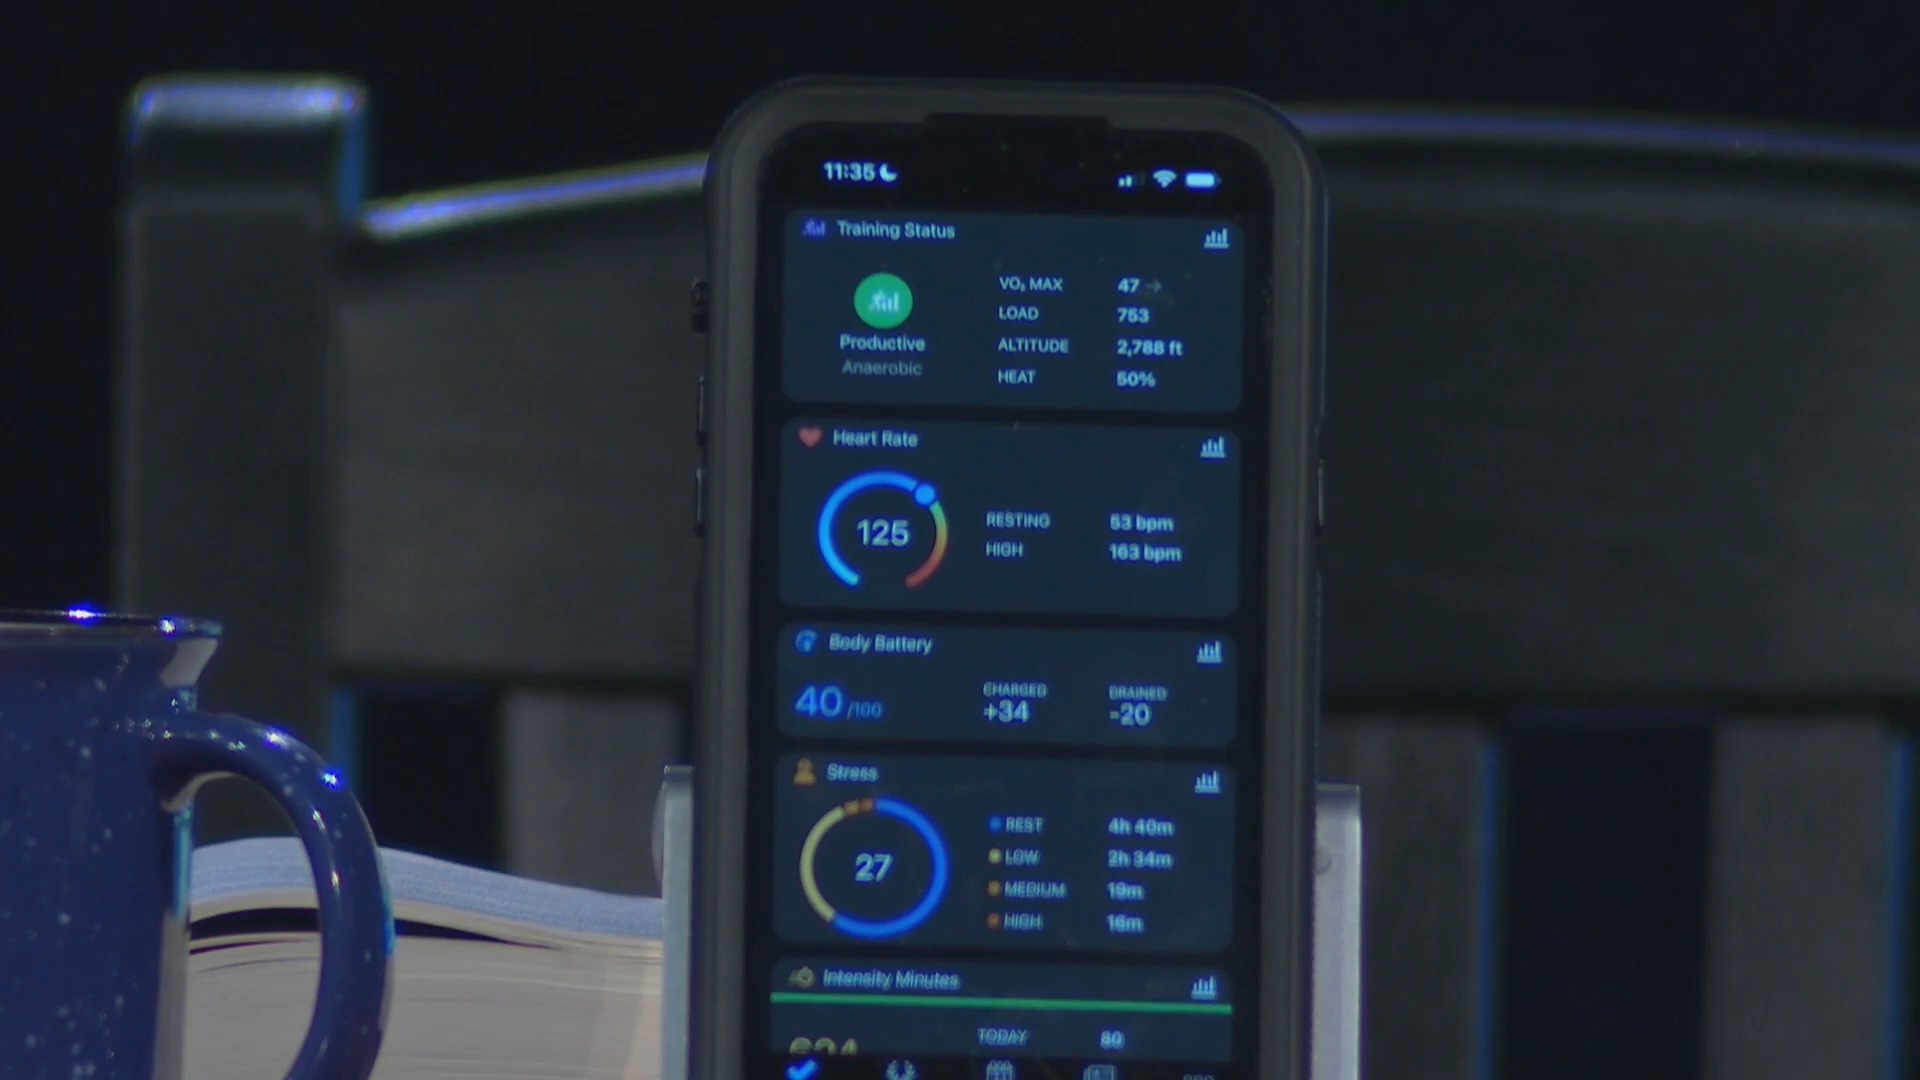 11:35
Training Status
VO₂ MAX 47 →
LOAD 753
Productive
ALTITUDE 2,788 ft
Anaerobic
HEAT 50%
Heart Rate
125
RESTING 53 bpm
HIGH 163 bpm
Body Battery
40 /100
CHARGED
+34
DRAINED
-20
Stress
27
REST 4h 40m
LOW 2h 34m
MEDIUM 19m
HIGH 16m
Intensity Minutes
TODAY 80